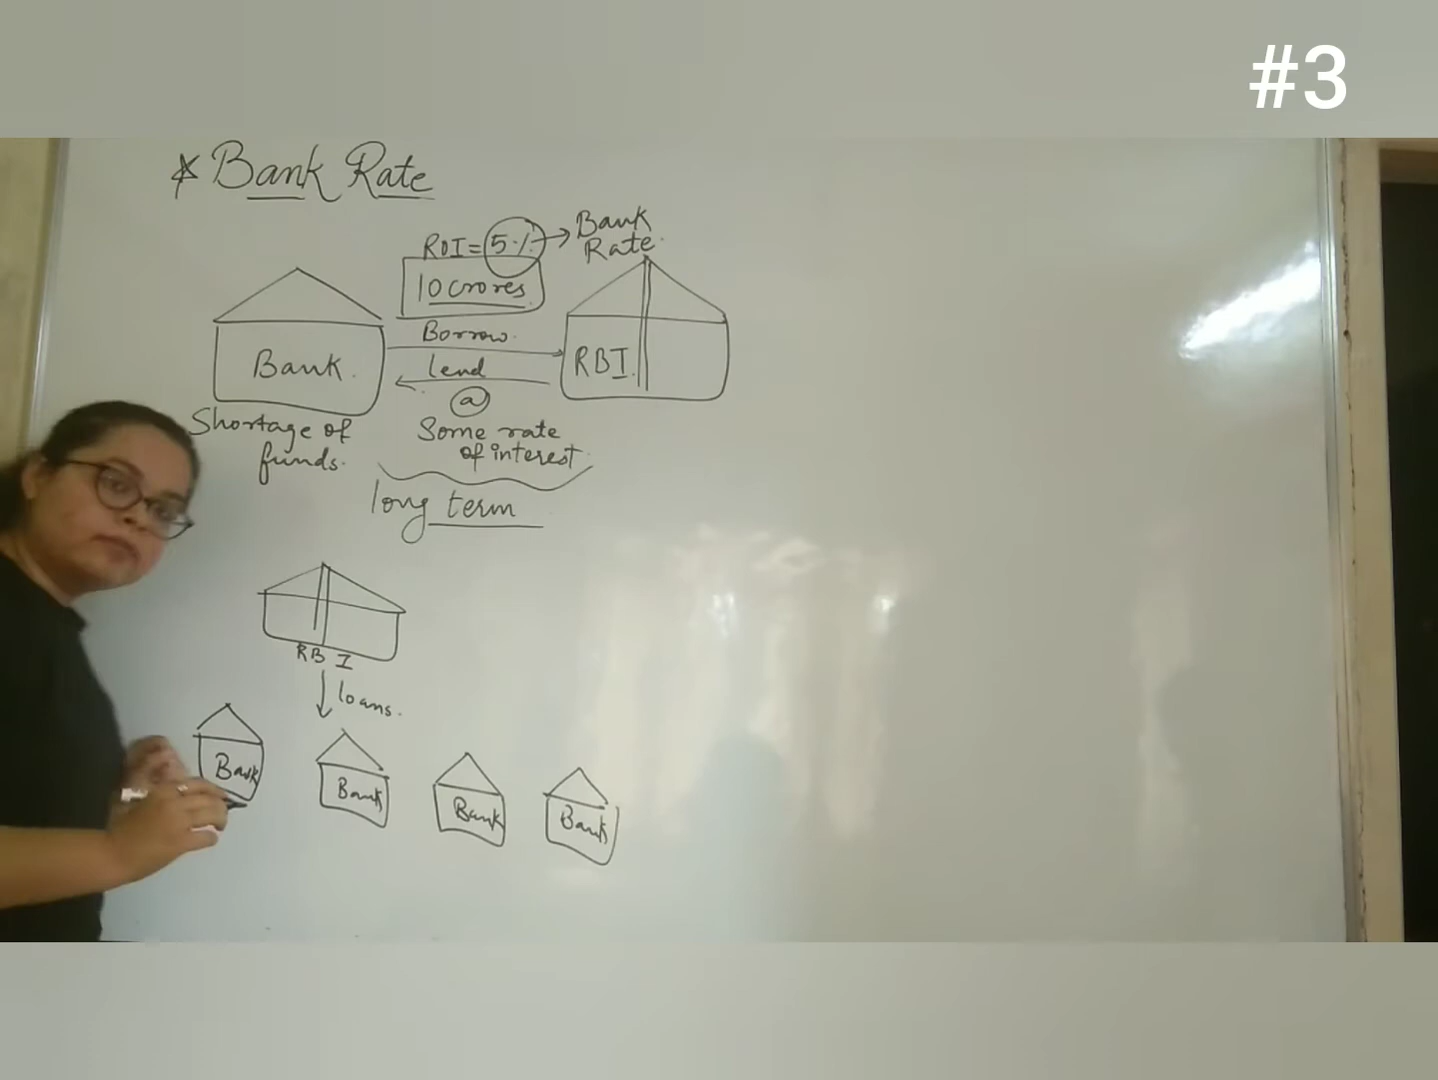 #3
* Bank Rate
ROI = 5% → Bank Rate.
10 crores
Borrow.
lend
@
Some rate
of interest
Bank.
RBI
Shortage of
funds.
long term
RBI
loans.
Bank
Bank
Bank
Bank